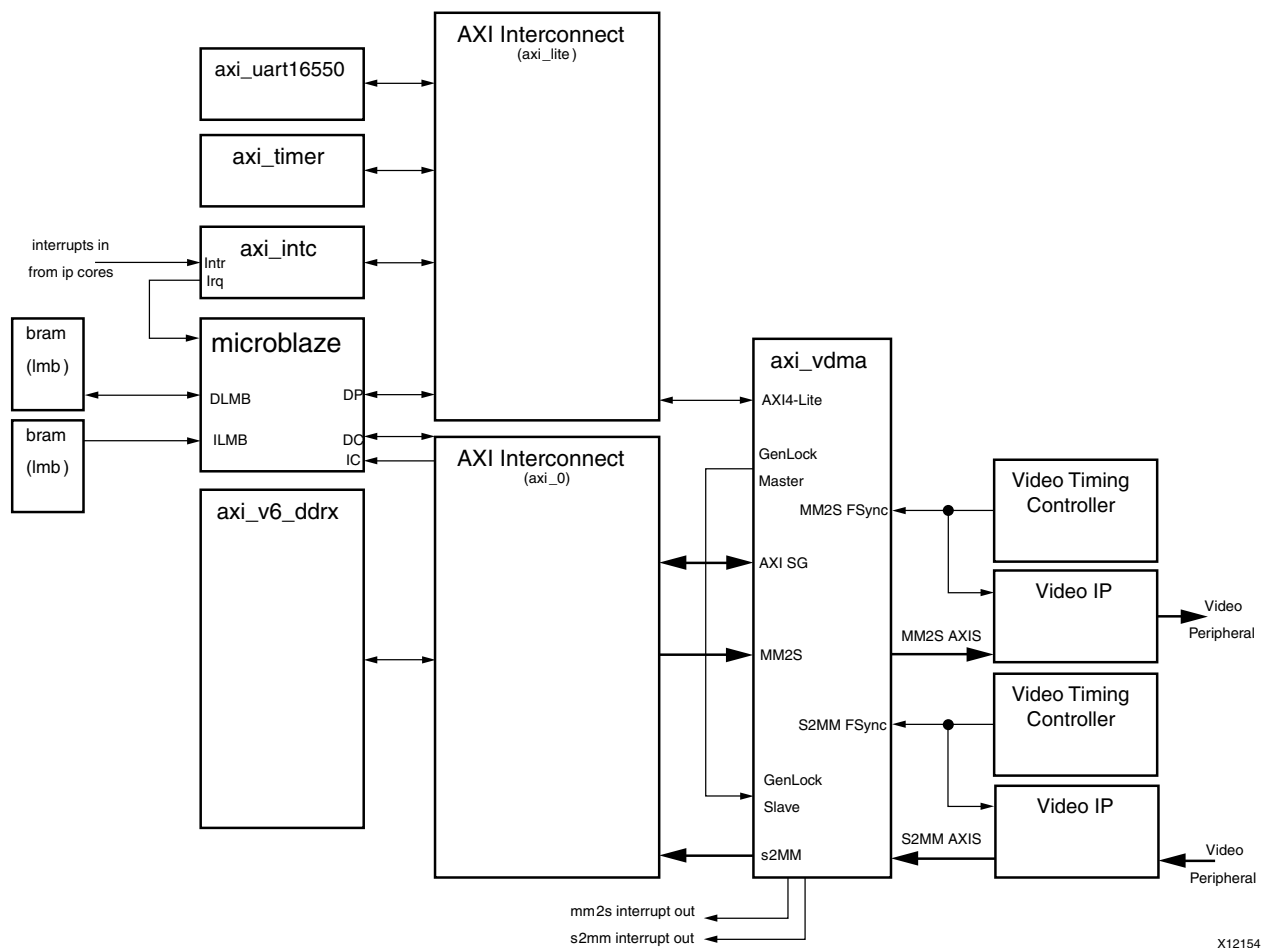 AXI Interconnect
(axi_lite)
axi_uart16550
axi_timer
interrupts in
from ip cores
axi_intc
Intr
Irq
bram
(lmb)
bram
(lmb)
microblaze
DLMB
ILMB
DP
DC
IC
axi_v6_ddrx
AXI Interconnect
(axi_0)
axi_vdma
AXI4-Lite
GenLock
Master
MM2S FSync
AXI SG
MM2S
S2MM FSync
GenLock
Slave
s2MM
Video Timing
Controller
Video IP
Video
Peripheral
MM2S AXIS
Video Timing
Controller
Video IP
S2MM AXIS
Video
Peripheral
mm2s interrupt out
s2mm interrupt out
X12154